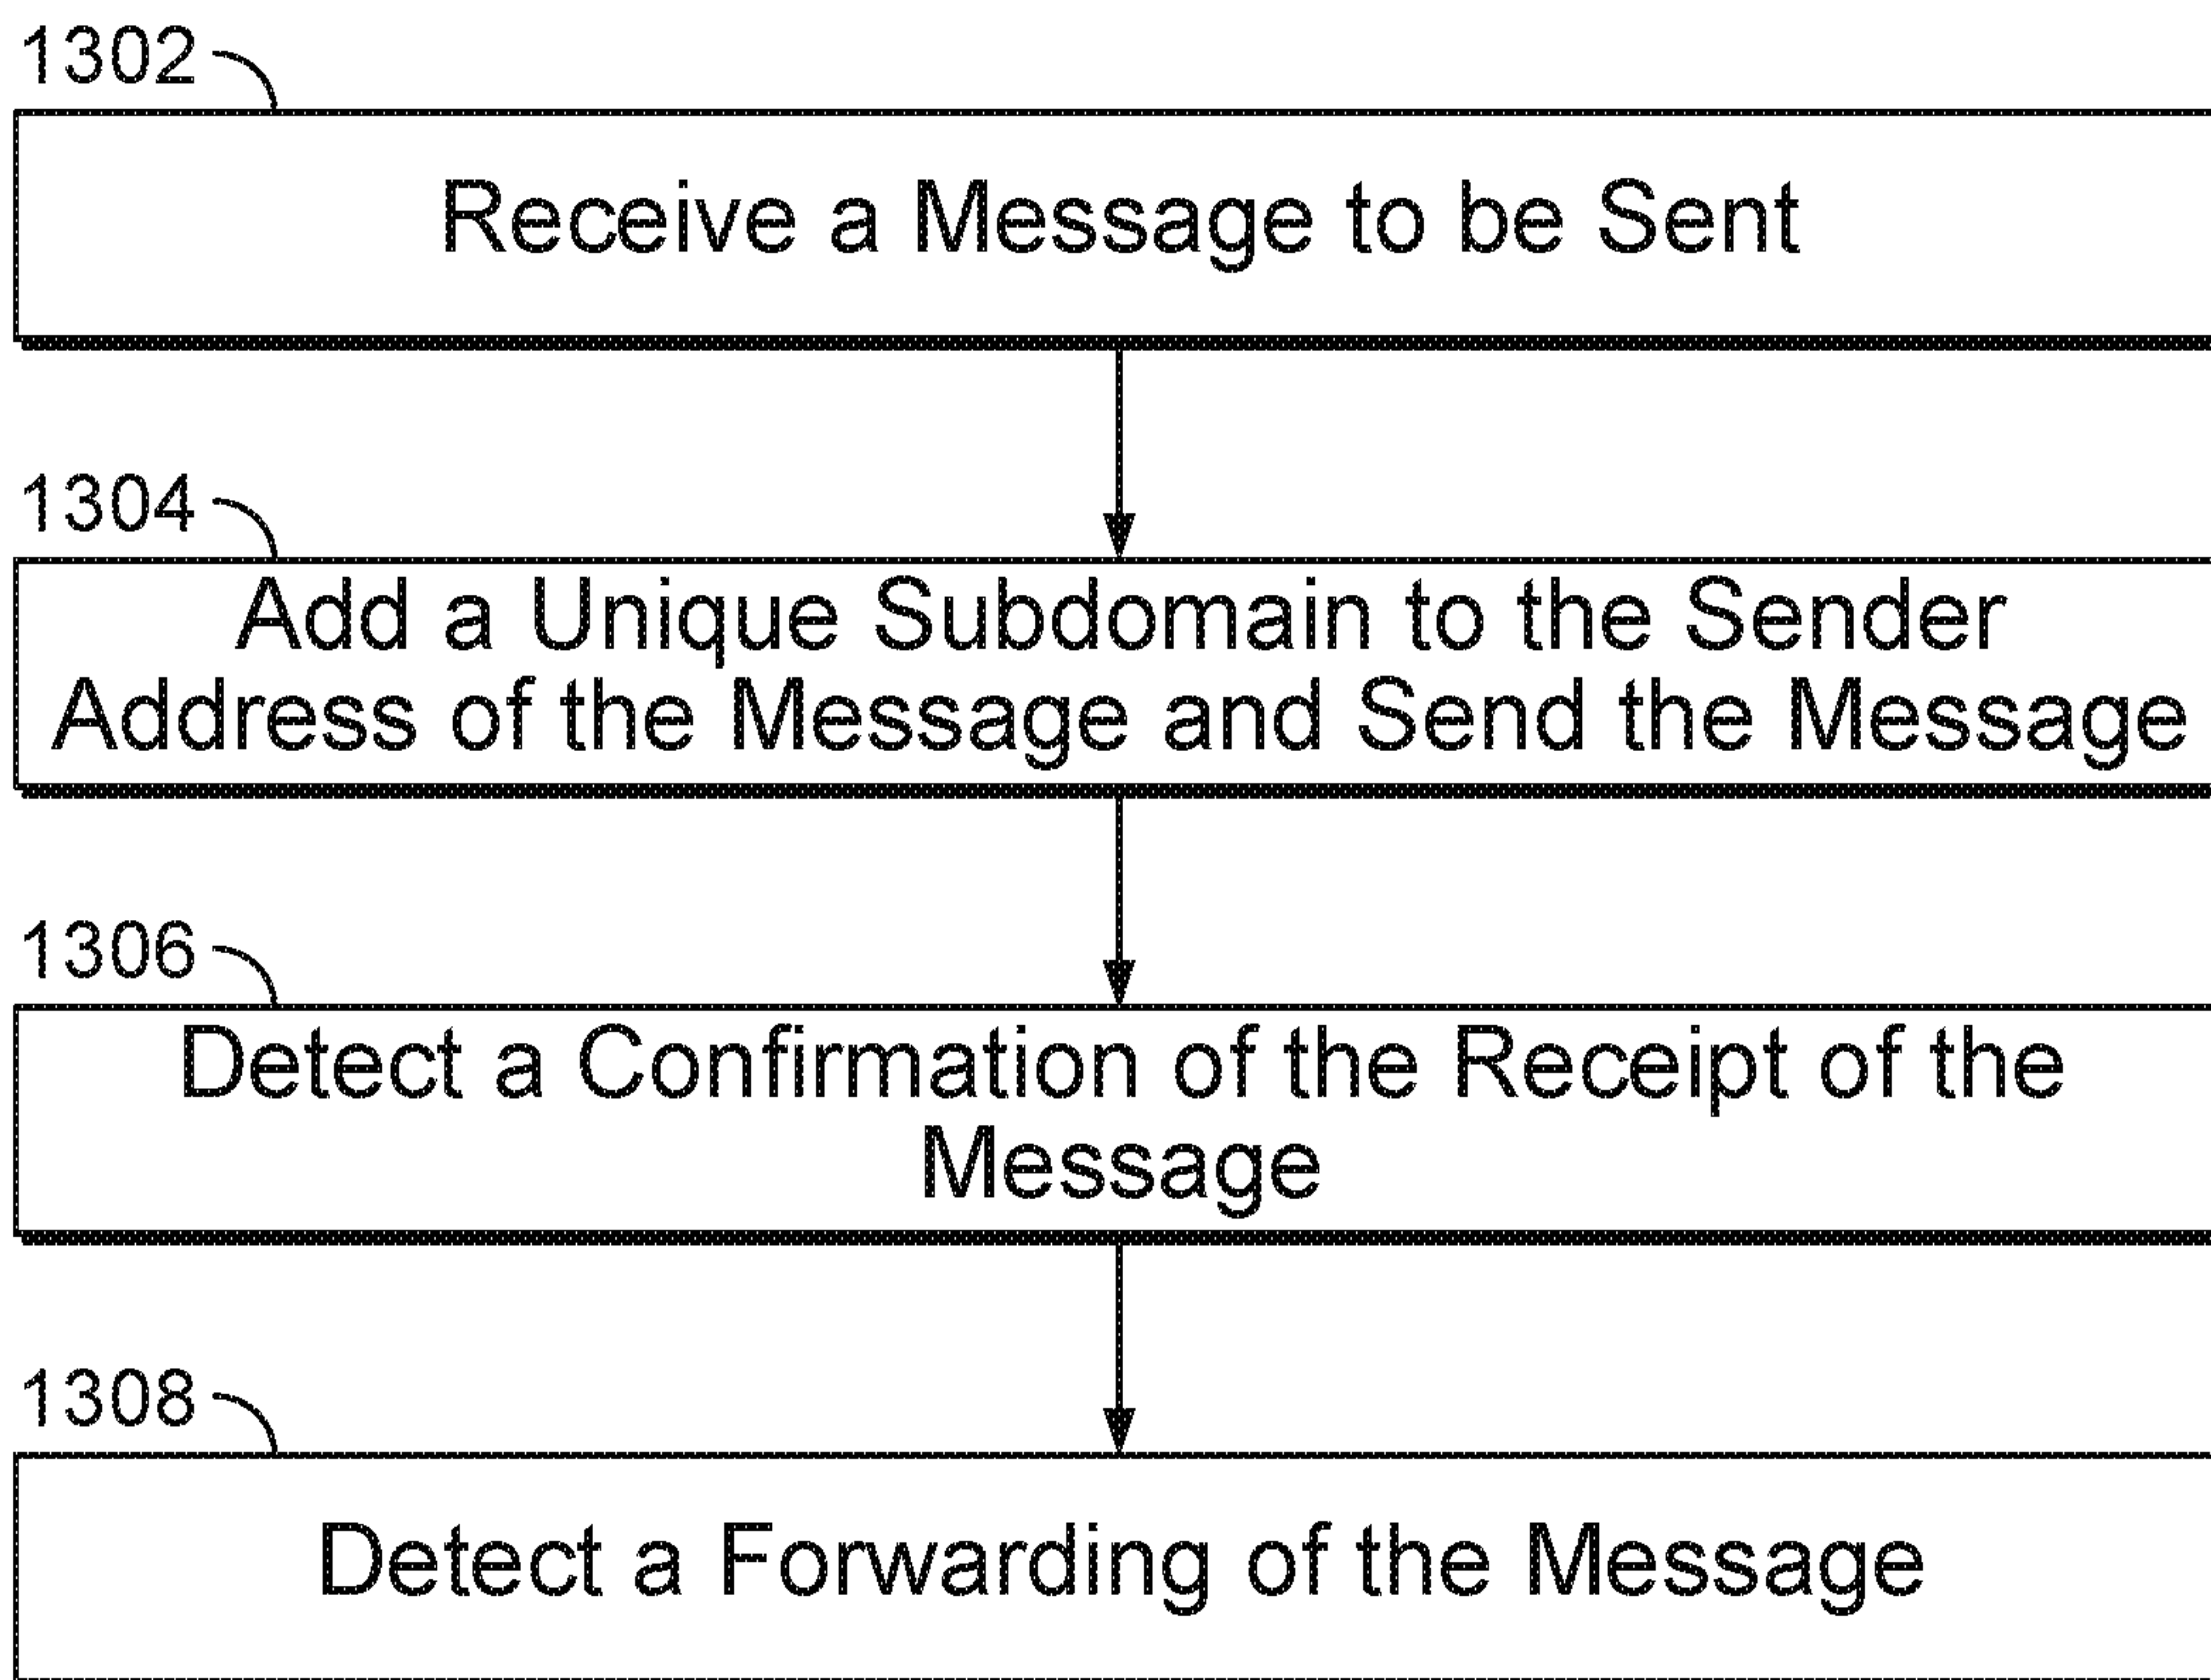 1302
Receive a Message to be Sent
1304
Add a Unique Subdomain to the Sender
Address of the Message and Send the Message
1306
Detect a Confirmation of the Receipt of the
Message
1308
Detect a Forwarding of the Message